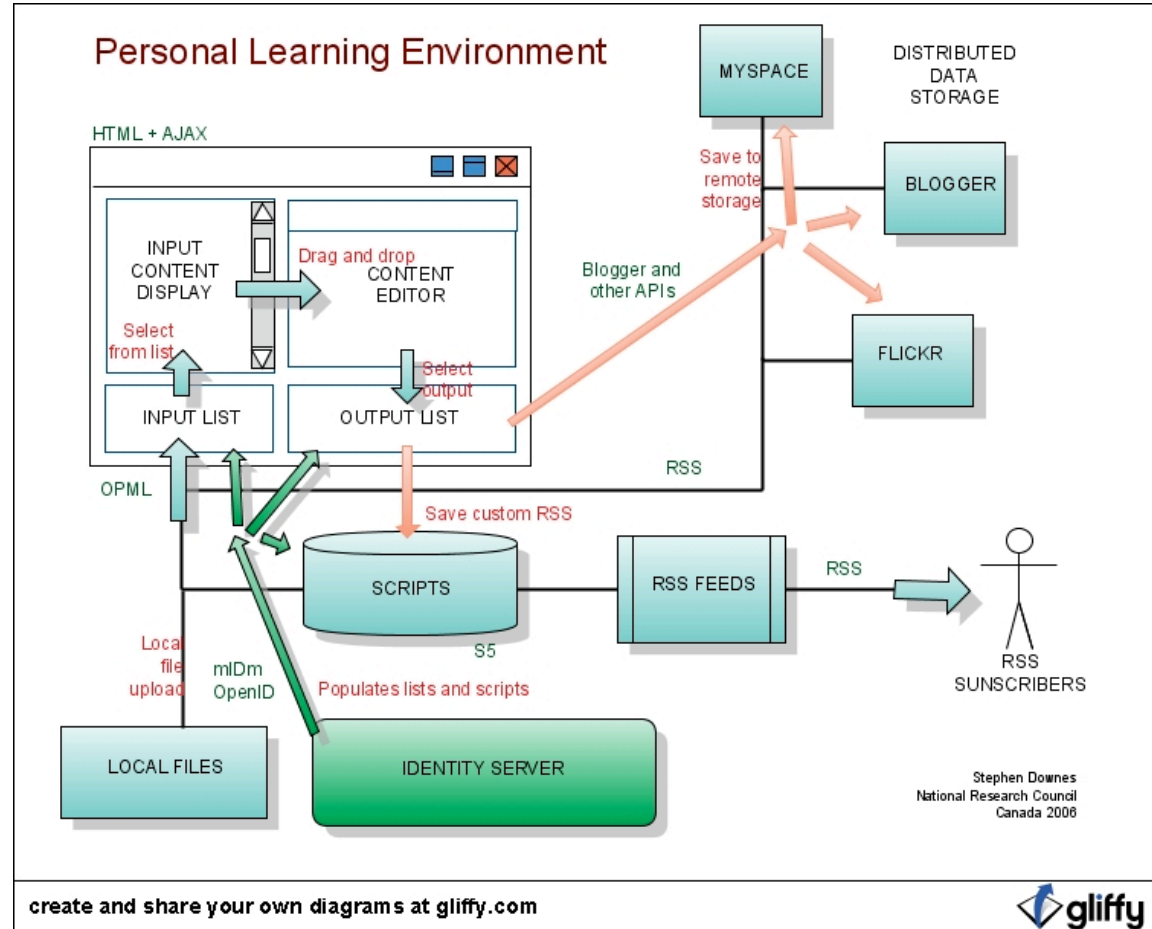 Personal Learning Environment
MYSPACE
DISTRIBUTED
DATA
STORAGE
HTML + AJAX
Save to
remote
storage
BLOGGER
INPUT
CONTENT
DISPLAY
Drag and drop
CONTENT
EDITOR
Blogger and
other APIs
Select
from list
FLICKR
Select
output
INPUT LIST
OUTPUT LIST
RSS
OPML
Save custom RSS
SCRIPTS
RSS FEEDS
RSS
S5
Local
file
upload
mIDm
OpenID
Populates lists and scripts
RSS
SUNSCRIBERS
LOCAL FILES
IDENTITY SERVER
Stephen Downes
National Research Council
Canada 2006
create and share your own diagrams at gliffy.com
gliffy